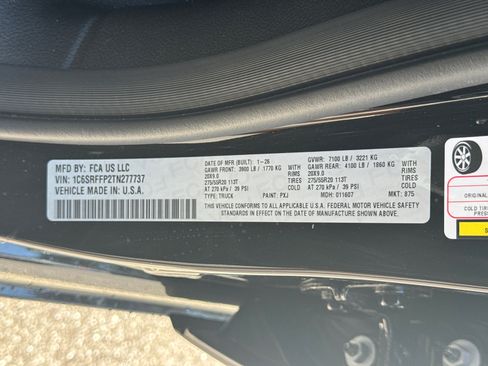 MFD BY: FCA US LLC
VIN: 1C6SRFFP2TN277737
VEHICLE MADE IN: U.S.A.
DATE OF MFR (BUILT): 1-26
GAWR FRONT: 3900 LB / 1770 KG
20X9.0 RIMS
275/55R20 113T TIRES
AT 270 kPa / 39 PSI
TYPE: TRUCK PAINT: PXJ
GVWR: 7100 LB / 3221 KG
GAWR REAR: 4100 LB / 1860 KG
20X9.0 RIMS
275/55R20 113T TIRES
AT 270 kPa / 39 PSI
MDH: 011607 MKT: 875
THIS VEHICLE CONFORMS TO ALL APPLICABLE U.S.A. FEDERAL MOTOR VEHICLE SAFETY
STANDARDS IN EFFECT ON THE DATE OF MANUFACTURE SHOWN ABOVE
COLD TIRE
PRESS